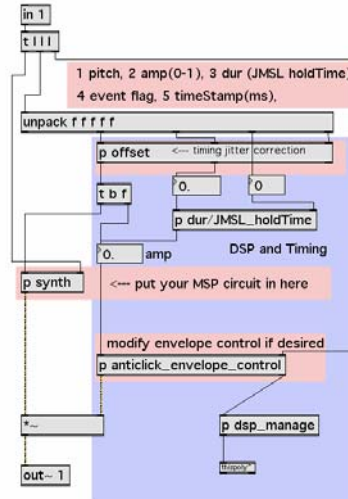 in 1
t l l l
1 pitch, 2 amp(0-1), 3 dur (JMSL holdTime)
4 event flag, 5 timeStamp(ms),
unpack f f f f f
p offset <--- timing jitter correction
t b f
0.
0
p dur/JMSL_holdTime
0. amp
DSP and Timing
p synth <--- put your MSP circuit in here
modify envelope control if desired
p anticlick_envelope_control
*~
p dsp_manage
thispoly~
out~ 1